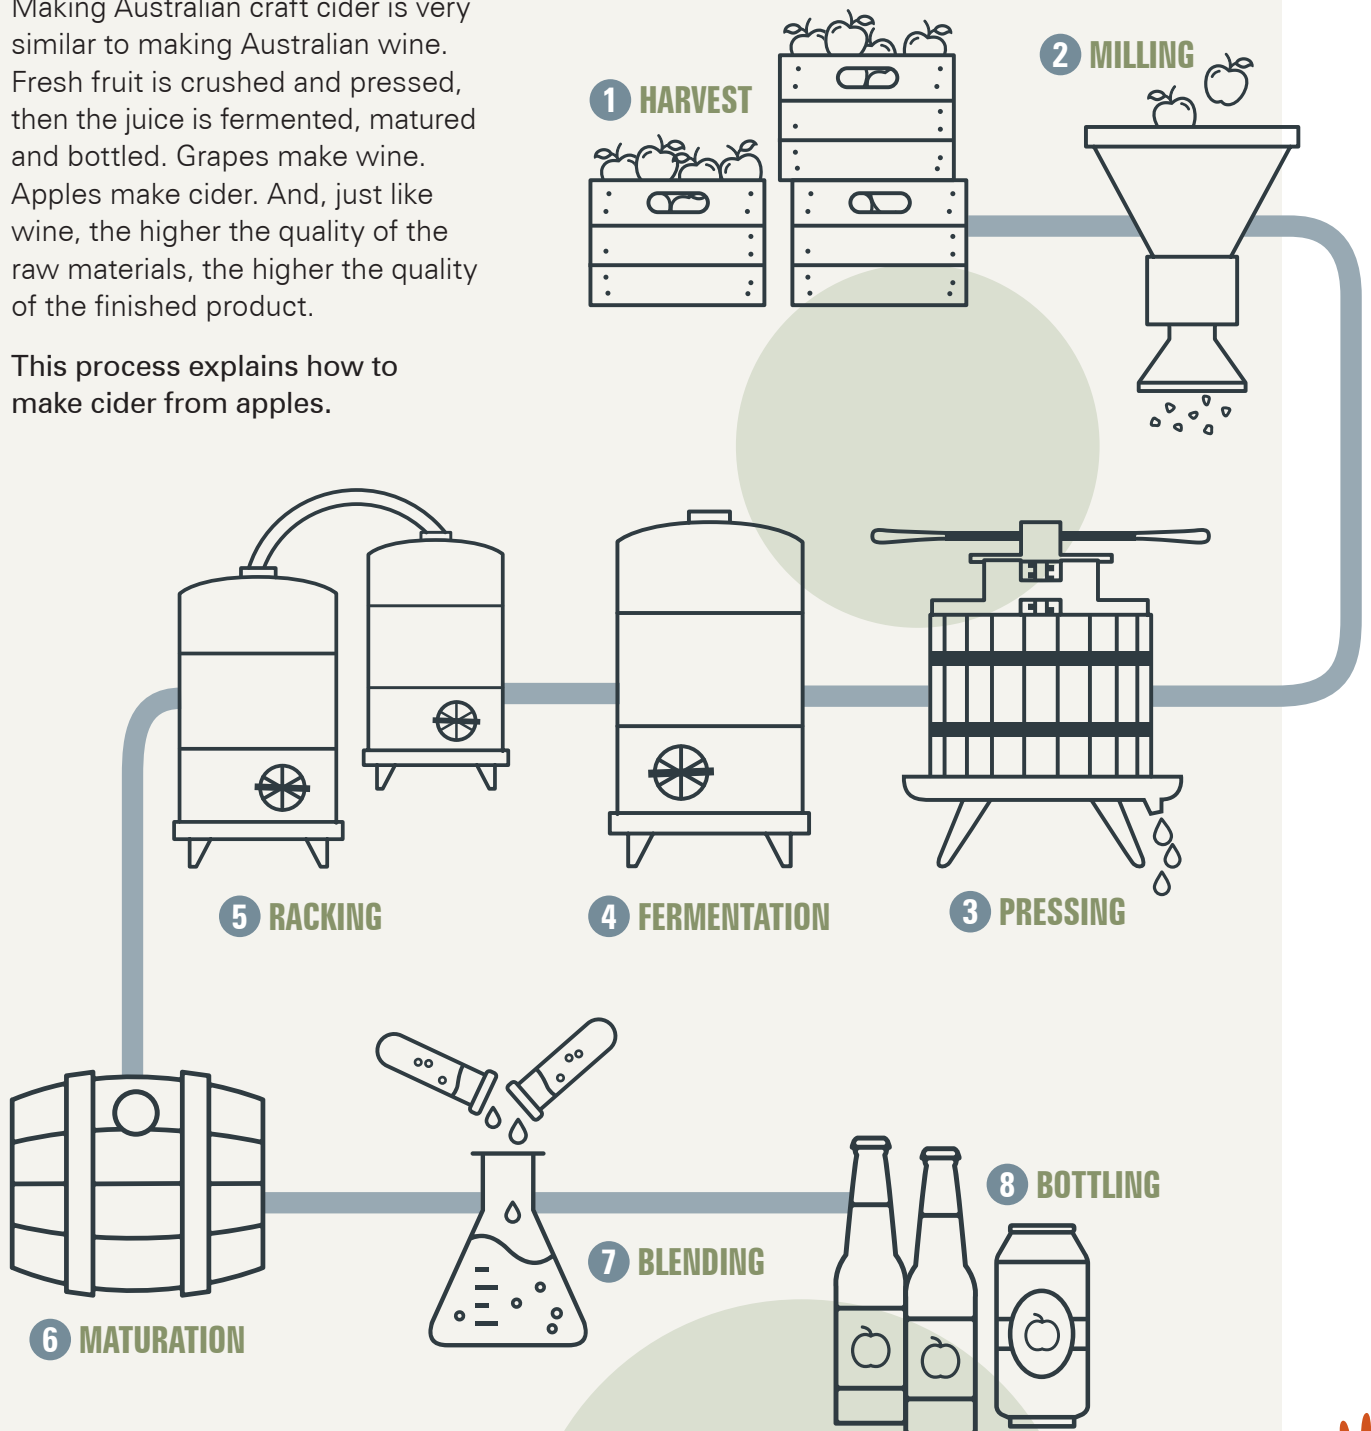 Making Australian craft cider is very
similar to making Australian wine.
Fresh fruit is crushed and pressed,
then the juice is fermented, matured
and bottled. Grapes make wine.
Apples make cider. And, just like
wine, the higher the quality of the
raw materials, the higher the quality
of the finished product.
This process explains how to
make cider from apples.
1 HARVEST
2 MILLING
3 PRESSING
4 FERMENTATION
5 RACKING
6 MATURATION
7 BLENDING
8 BOTTLING